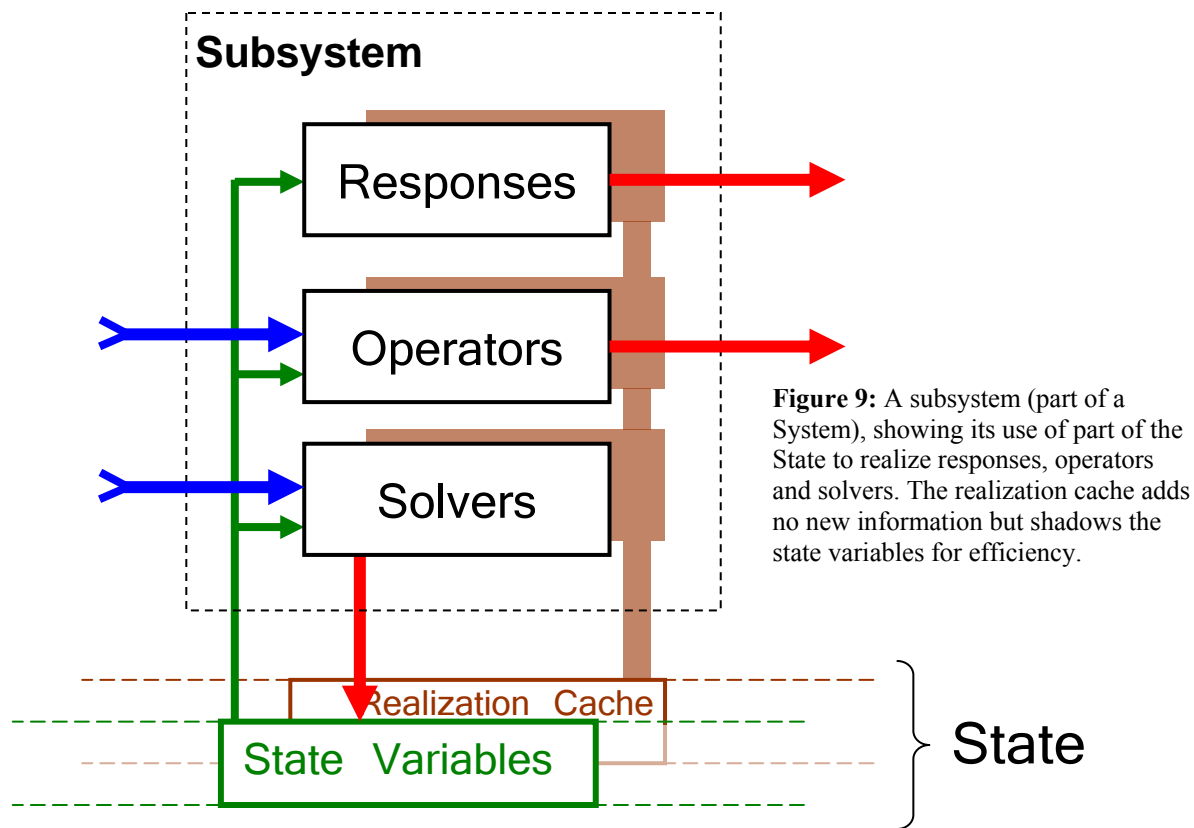 Subsystem
Responses
Operators
Solvers
Figure 9: A subsystem (part of a
System), showing its use of part of the
State to realize responses, operators
and solvers. The realization cache adds
no new information but shadows the
state variables for efficiency.
Realization Cache
State Variables
State